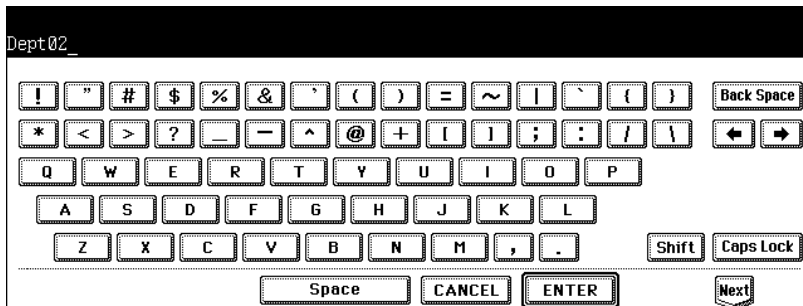 Dept02_
! " # $ % & ' ( ) = ~ | ` { } Back Space
* < > ? _ - ^ @ + [ ] ; : / \ ← →
Q W E R T Y U I O P
A S D F G H J K L
Z X C V B N M , . Shift Caps Lock
Space CANCEL ENTER Next